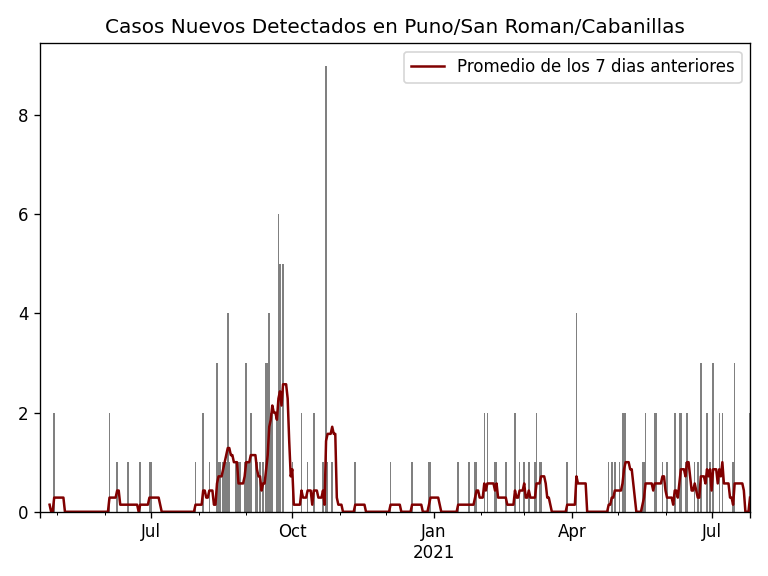 Casos Nuevos Detectados en Puno/San Roman/Cabanillas
Promedio de los 7 dias anteriores
8
6
4
2
0
Jul
Oct
Jan
2021
Apr
Jul